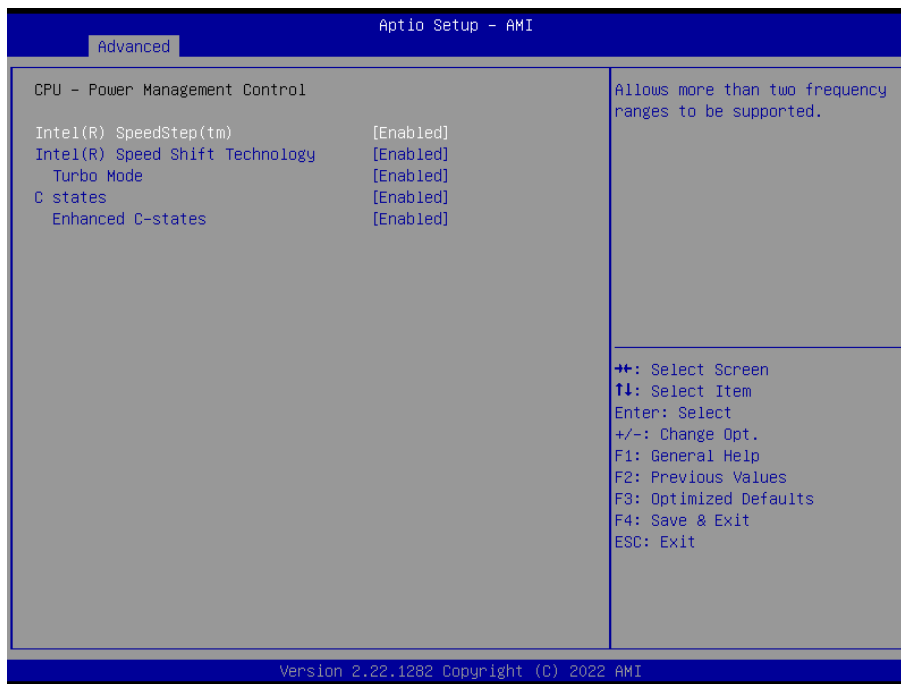 Aptio Setup – AMI
Advanced
CPU – Power Management Control
Intel(R) SpeedStep(tm) [Enabled]
Intel(R) Speed Shift Technology [Enabled]
Turbo Mode [Enabled]
C states [Enabled]
Enhanced C–states [Enabled]
Allows more than two frequency
ranges to be supported.
→←: Select Screen
↑↓: Select Item
Enter: Select
+/–: Change Opt.
F1: General Help
F2: Previous Values
F3: Optimized Defaults
F4: Save & Exit
ESC: Exit
Version 2.22.1282 Copyright (C) 2022 AMI